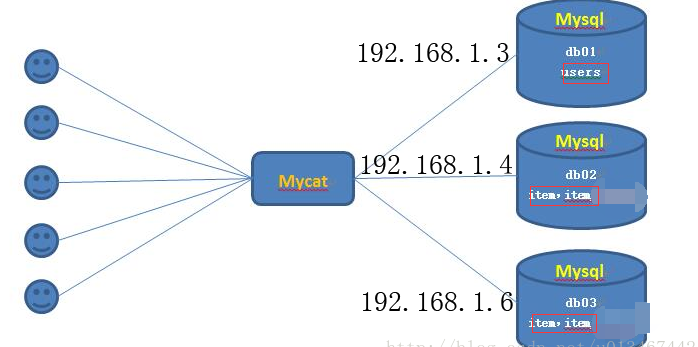 Mysql
192.168.1.3
db01
users
Mysql
192.168.1.4
Mycat
db02
item,item
Mysql
192.168.1.6
db03
item,item